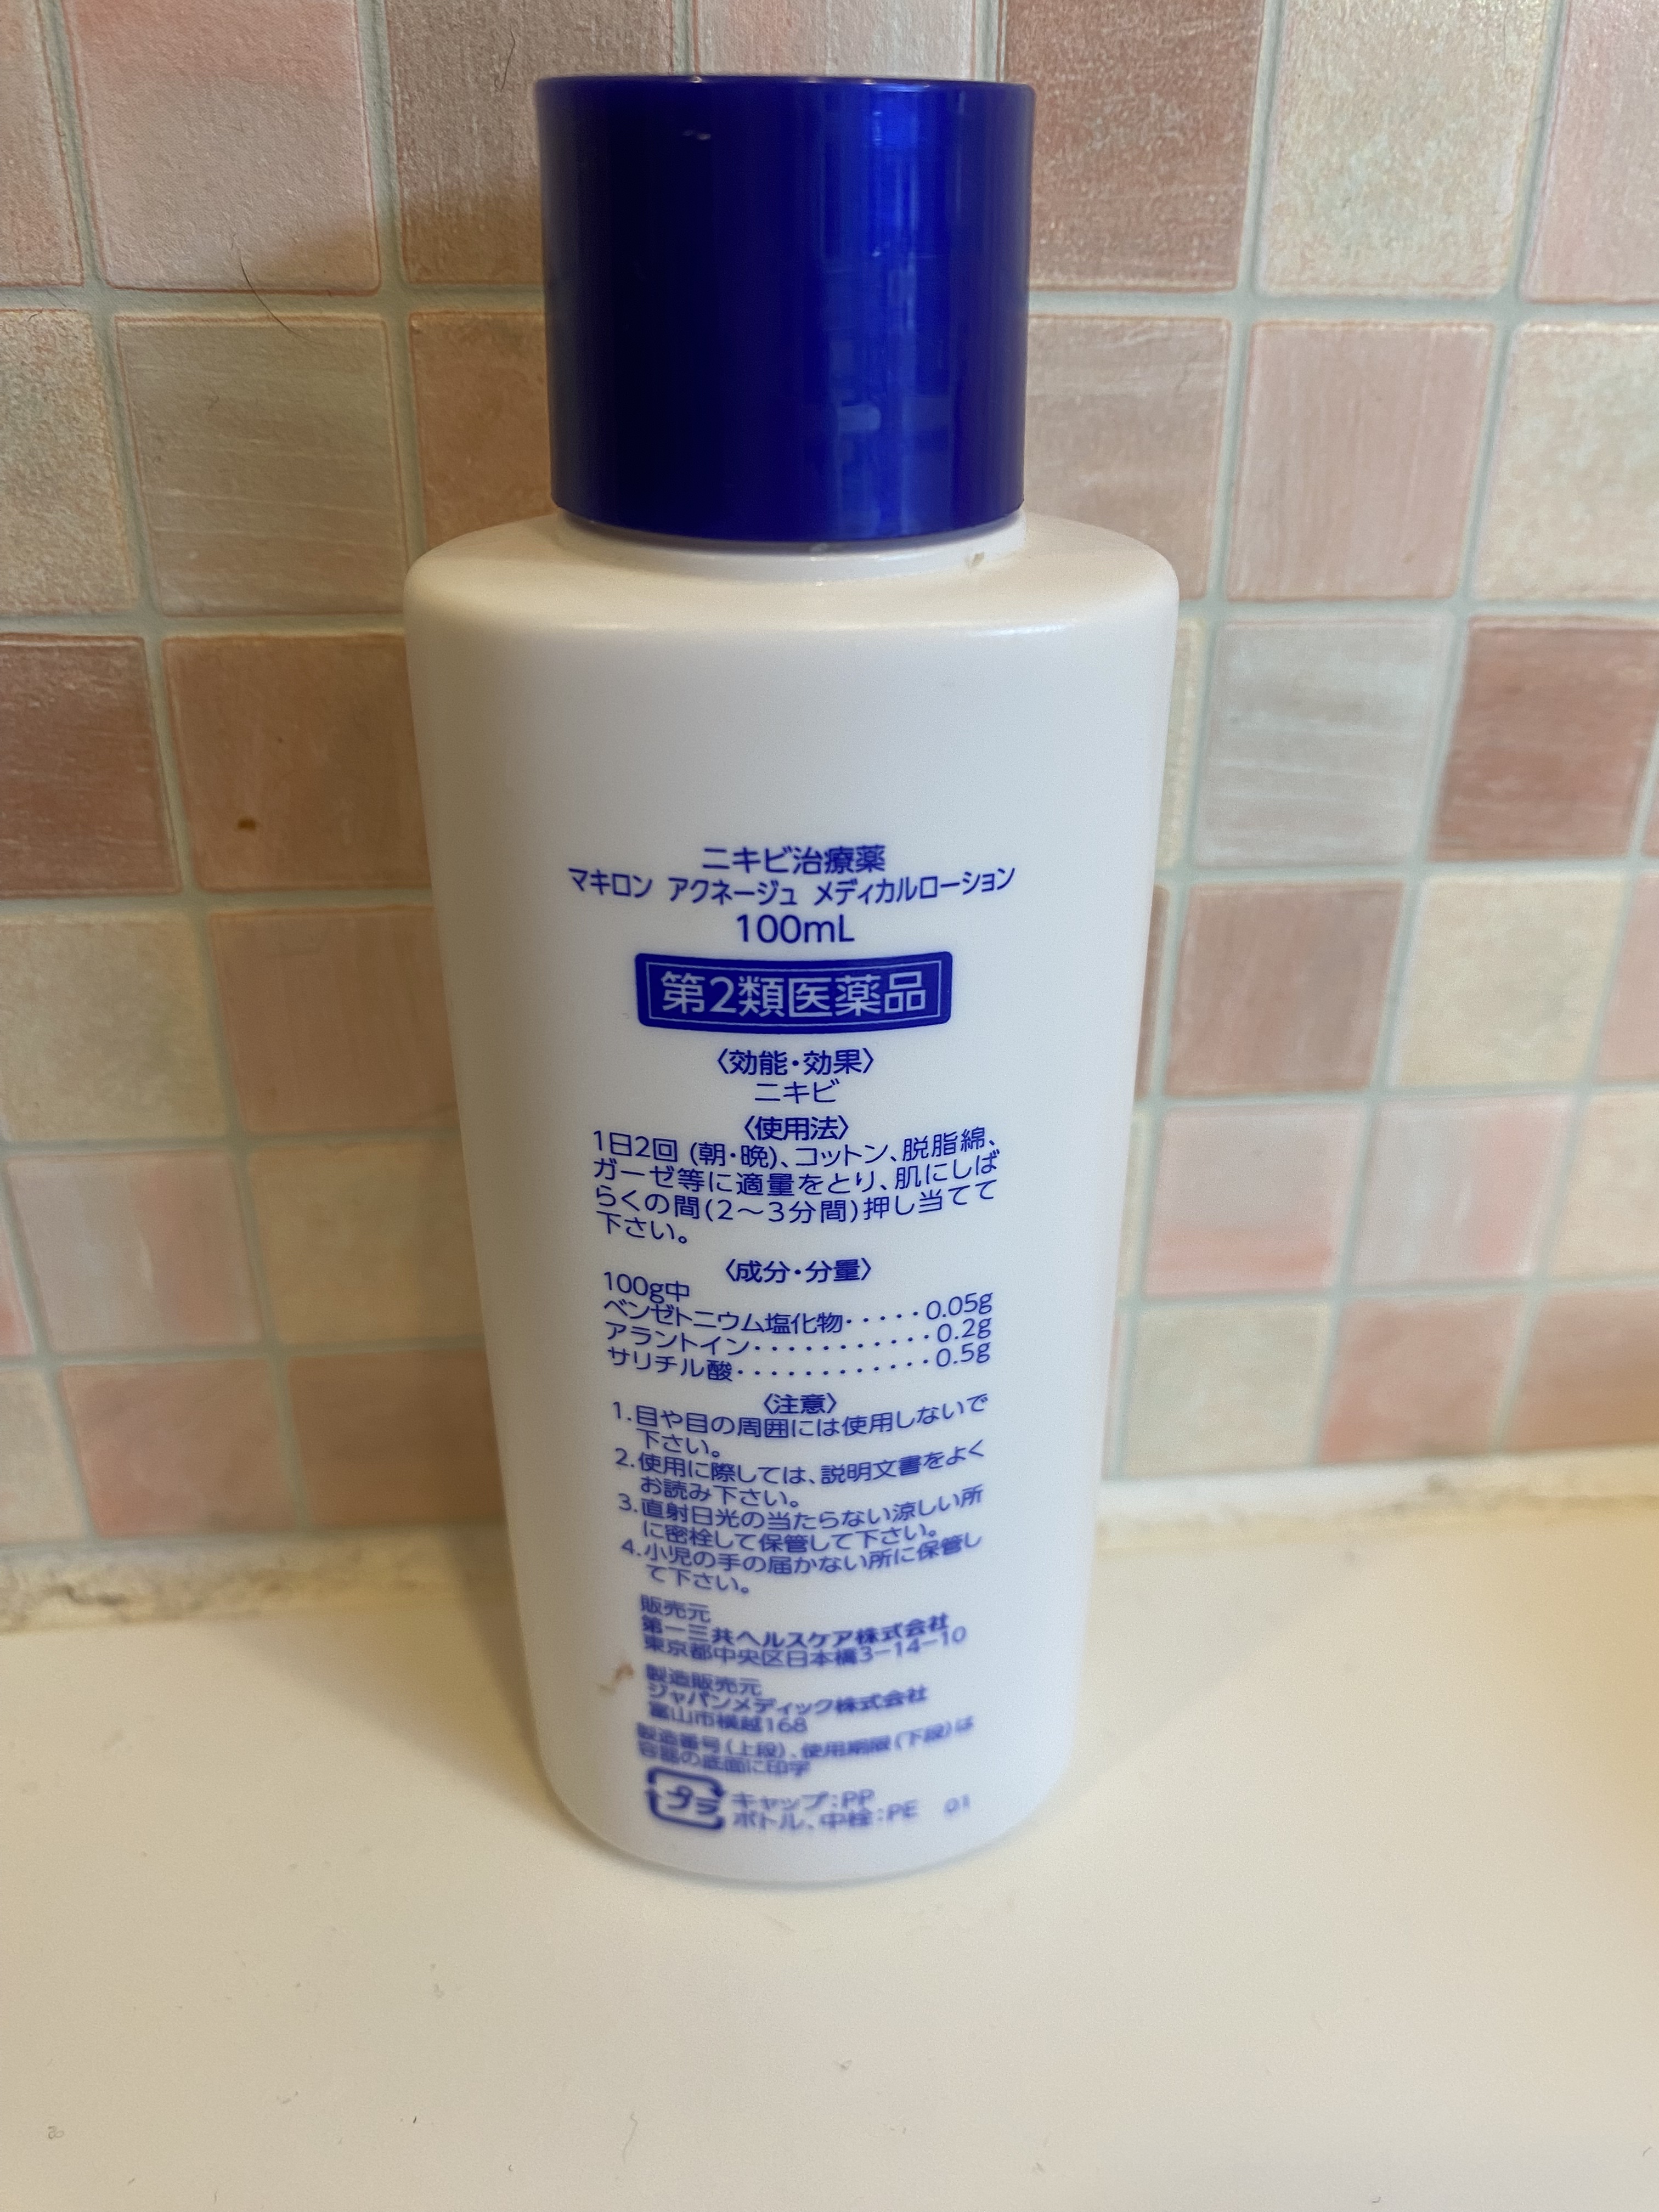 ニキビ治療薬
マキロン アクネージュ メディカルローション
100mL
第2類医薬品
〈効能・効果〉
ニキビ
〈使用法〉
1日2回 (朝・晩)、コットン、脱脂綿、
ガーゼ等に適量をとり、肌にしば
らくの間(2〜3分間)押し当てて
下さい。
〈成分・分量〉
100g中
ベンゼトニウム塩化物・・・・・0.05g
アラントイン・・・・・・・・・・・0.2g
サリチル酸・・・・・・・・・・・・0.5g
〈注意〉
1.目や目の周囲には使用しないで
下さい。
2.使用に際しては、説明文書をよく
お読み下さい。
3.直射日光の当たらない涼しい所
に密栓して保管して下さい。
4.小児の手の届かない所に保管し
て下さい。
販売元
第一三共ヘルスケア株式会社
東京都中央区日本橋3-14-10
製造販売元
ジャパンメディック株式会社
富山市横越168
製造番号(上段)、使用期限(下段)は
容器の底面に印字
プラ
キャップ:PP
ボトル、中栓:PE 01